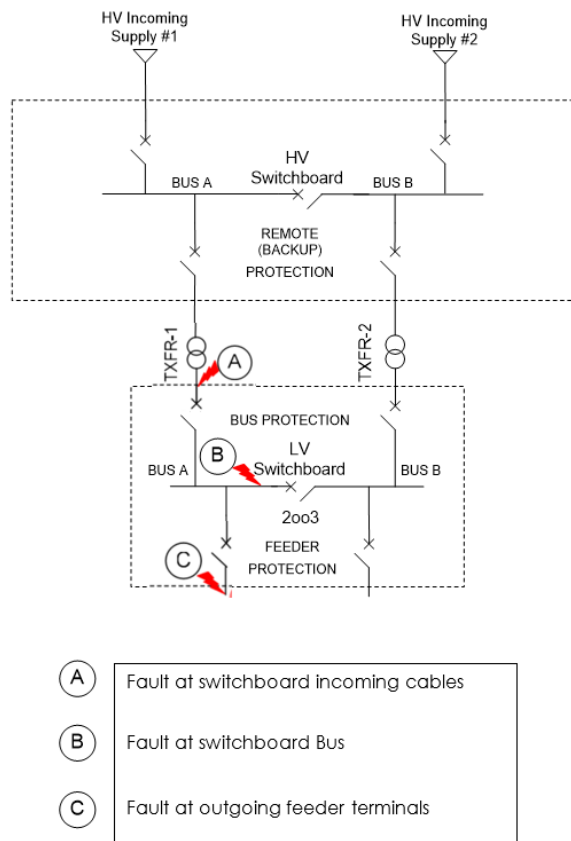 HV Incoming
Supply #1
HV Incoming
Supply #2
HV
Switchboard
BUS A
BUS B
REMOTE
(BACKUP)
PROTECTION
TXFR-1
TXFR-2
A
BUS PROTECTION
BUS A
B
LV
Switchboard
BUS B
2oo3
C
FEEDER
PROTECTION
A
Fault at switchboard incoming cables
B
Fault at switchboard Bus
C
Fault at outgoing feeder terminals